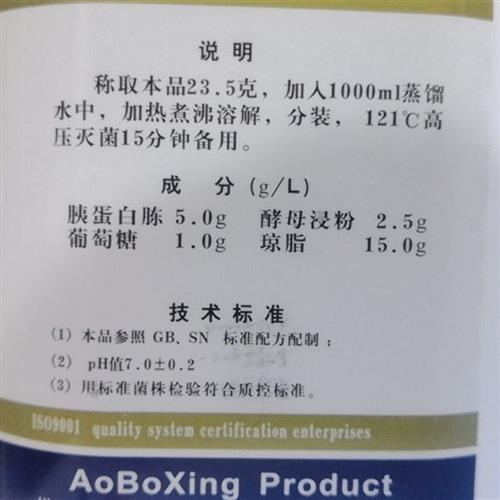 说明
称取本品23.5克，加入1000ml蒸馏
水中，加热煮沸溶解，分装，121℃高
压灭菌15分钟备用。
成 分(g/L)
胰蛋白胨 5.0g 酵母浸粉 2.5g
葡萄糖 1.0g 琼脂 15.0g
技术标准
(1) 本品参照 GB、SN 标准配方配制；
(2) pH值7.0±0.2
(3) 用标准菌株检验符合质控标准。
ISO9001 quality system certification enterprises
AoBoXing Product